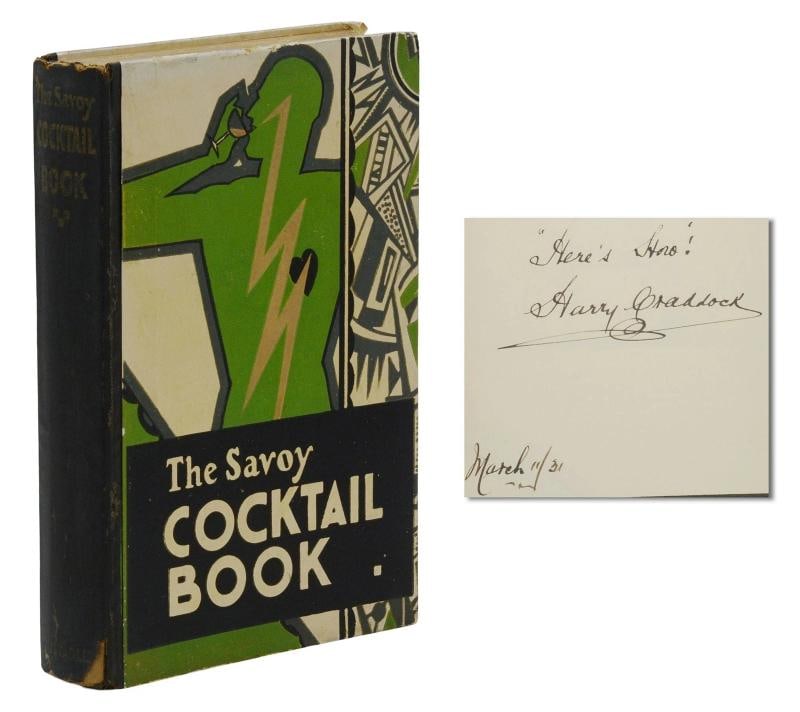 The Savoy
COCKTAIL
BOOK
The Savoy
COCKTAIL
BOOK
"Here's How"!
Harry Craddock
March 11/31